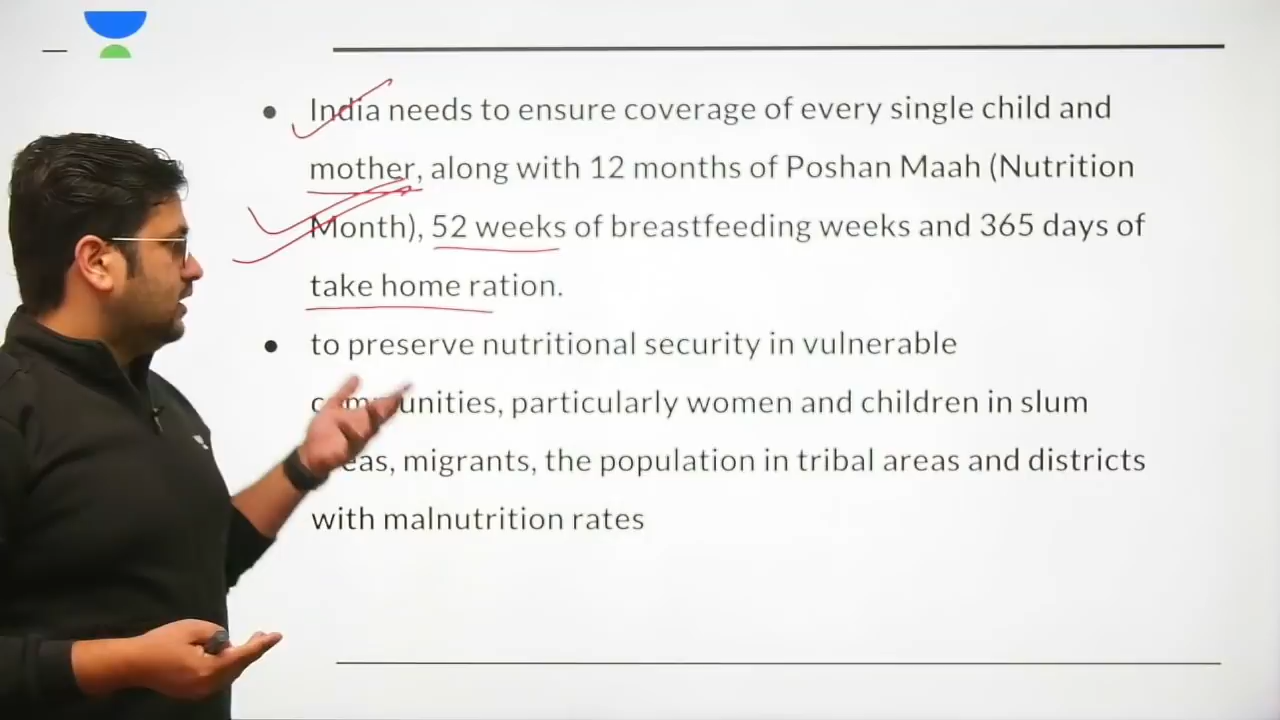 India needs to ensure coverage of every single child and
mother, along with 12 months of Poshan Maah (Nutrition
Month), 52 weeks of breastfeeding weeks and 365 days of
take home ration.
to preserve nutritional security in vulnerable
communities, particularly women and children in slum
areas, migrants, the population in tribal areas and districts
with malnutrition rates